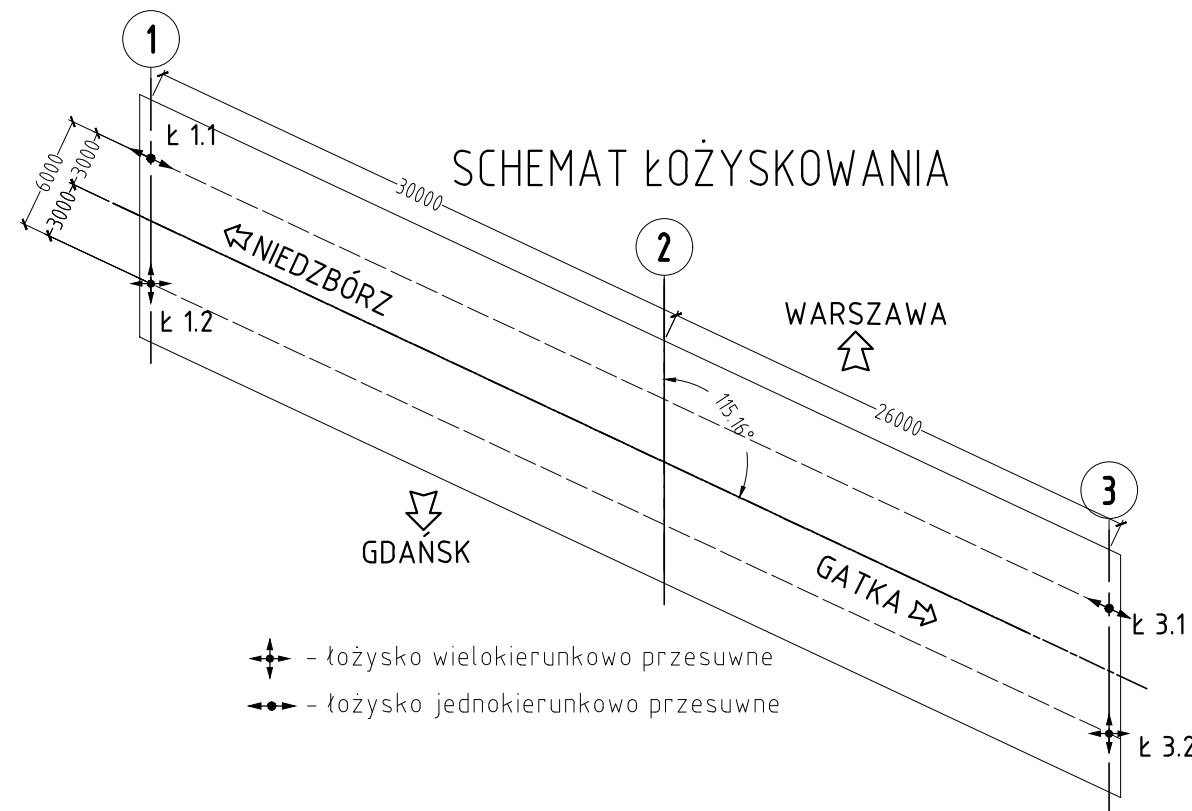 1
Ł 1.1
6000
3000
3000
30000
SCHEMAT ŁOŻYSKOWANIA
NIEDZBÓRZ
Ł 1.2
2
WARSZAWA
115.16°
26000
3
GDAŃSK
GATKA
Ł 3.1
- łożysko wielokierunkowo przesuwne
- łożysko jednokierunkowo przesuwne
Ł 3.2